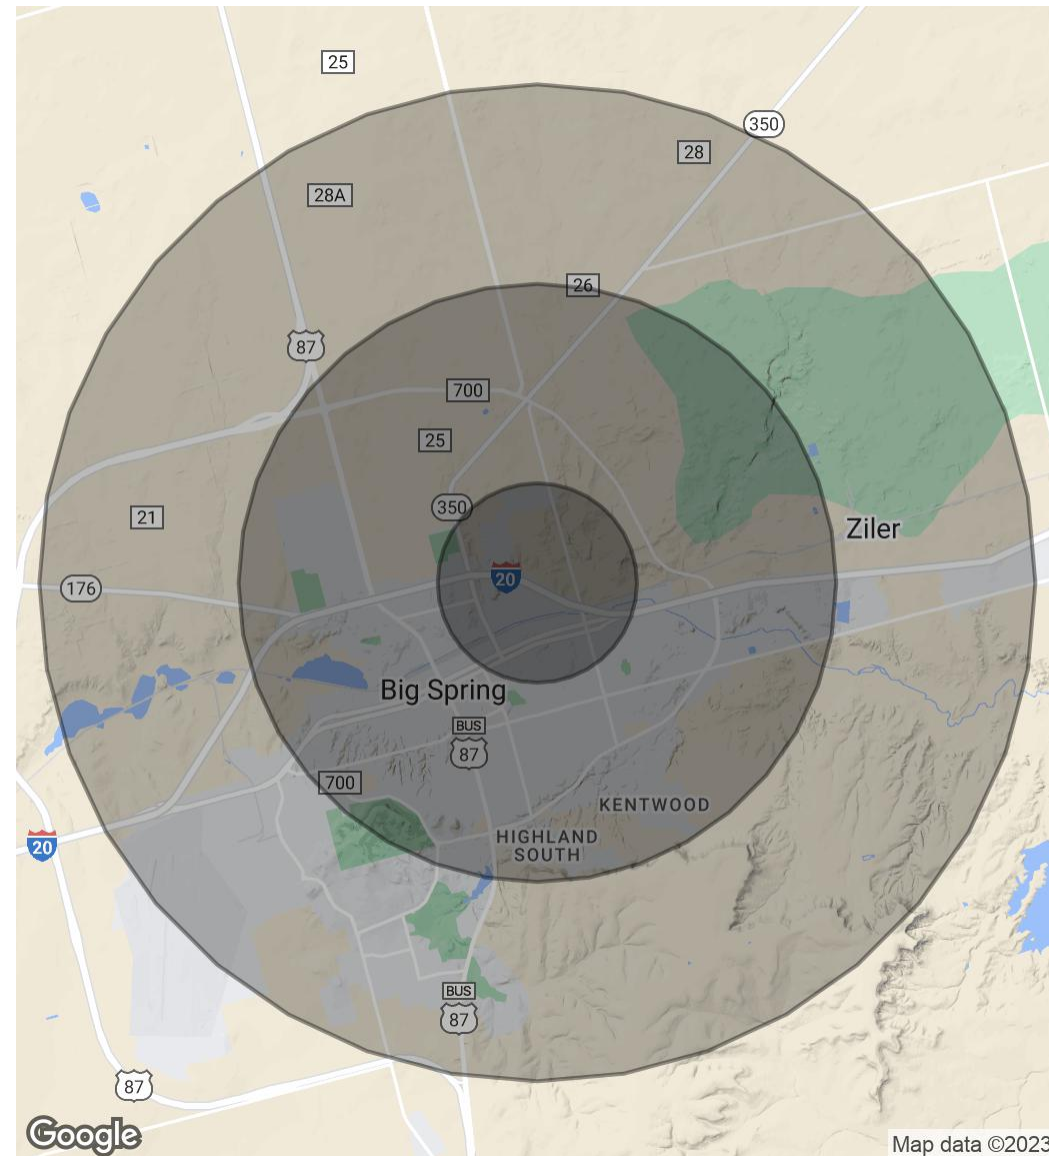 25
350
28
28A
26
87
700
25
350
21
Ziler
20
176
Big Spring
BUS
87
700
KENTWOOD
HIGHLAND
SOUTH
20
BUS
87
87
Google
Map data ©2023